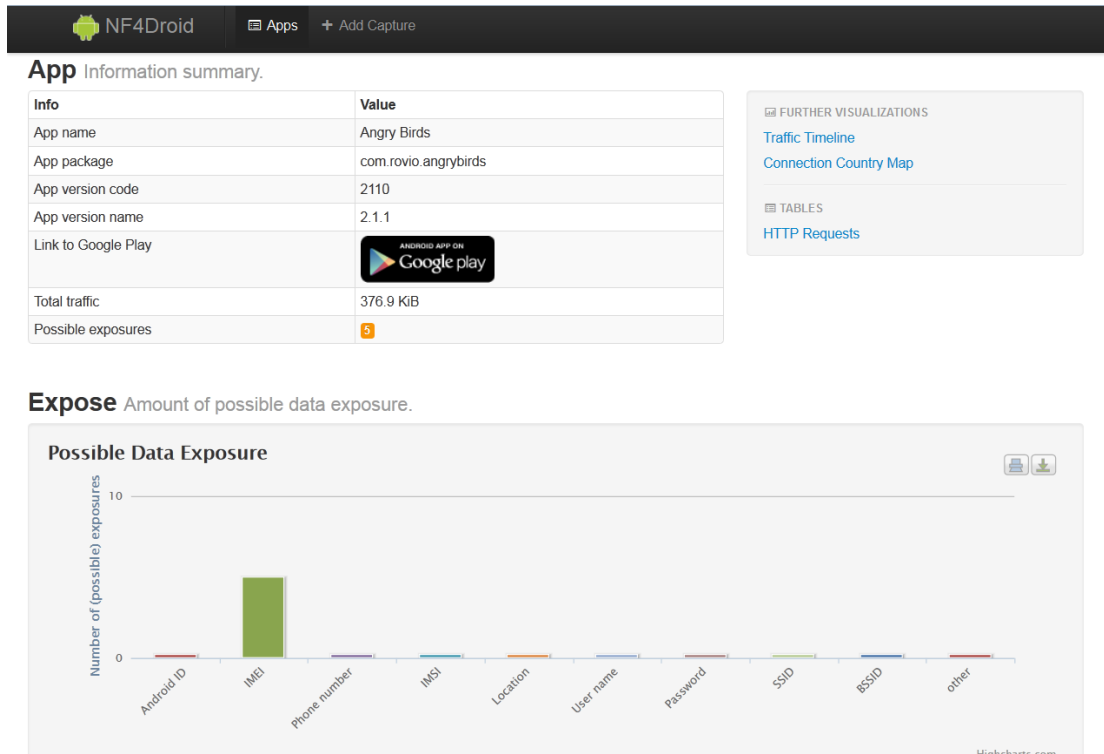 NF4Droid Apps + Add Capture
App Information summary.
Info Value
App name Angry Birds
App package com.rovio.angrybirds
App version code 2110
App version name 2.1.1
Link to Google Play ANDROID APP ON
Google play
Total traffic 376.9 KiB
Possible exposures 5
FURTHER VISUALIZATIONS
Traffic Timeline
Connection Country Map
TABLES
HTTP Requests
Expose Amount of possible data exposure.
Possible Data Exposure
Number of (possible) exposures
10
0
Android ID
IMEI
Phone number
IMSI
Location
User name
Password
SSID
BSSID
other
Highcharts.com